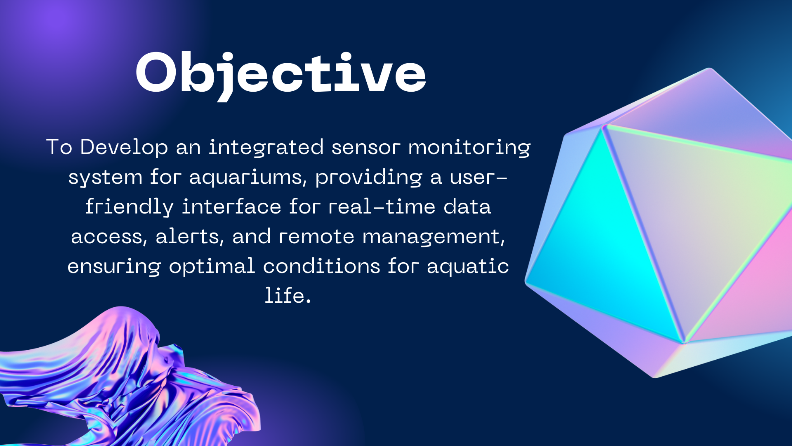 Objective
To Develop an integrated sensor monitoring
system for aquariums, providing a user-
friendly interface for real-time data
access, alerts, and remote management,
ensuring optimal conditions for aquatic
life.